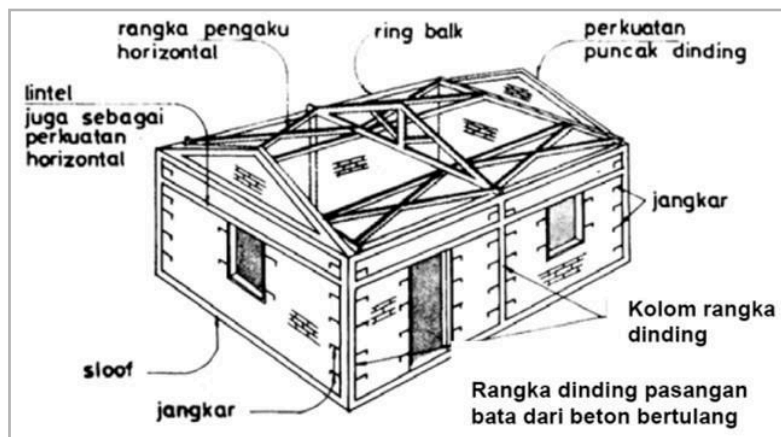 rangka pengaku
horizontal
ring balk
perkuatan
puncak dinding
lintel
juga sebagai
perkuatan
horizontal
jangkar
Kolom rangka
dinding
sloof
jangkar
Rangka dinding pasangan
bata dari beton bertulang